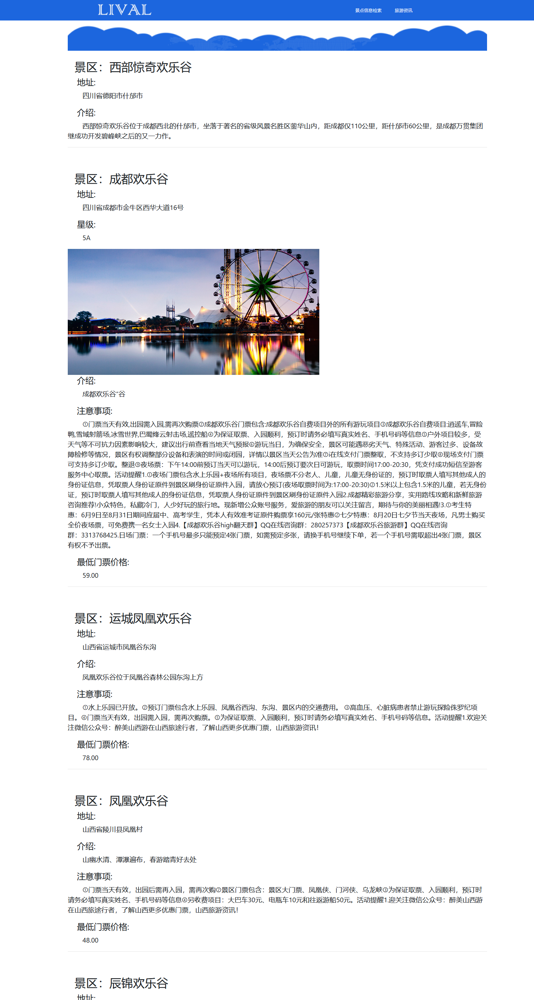 LIVAL
景点信息检索
旅游资讯
景区：西部惊奇欢乐谷
地址:
四川省德阳市什邡市
介绍:
西部惊奇欢乐谷位于成都西北的什邡市，坐落于著名的省级风景名胜区蓥华山内，距成都仅110公里，距什邡市60公里，是成都万贯集团
继成功开发碧峰峡之后的又一力作。
景区：成都欢乐谷
地址:
四川省成都市金牛区西华大道16号
星级:
5A
介绍:
成都欢乐谷“谷
注意事项:
①门票当天有效,出园需入园,需再次购票②成都欢乐谷门票包含:成都欢乐谷自费项目外的所有游玩项目③成都欢乐谷自费项目:逍遥车,冒险
鸭,雪域射箭场,冰雪世界,巴蜀烽云射击场,遥控船④为保证取票、入园顺利，预订时请务必填写真实姓名、手机号码等信息⑤户外项目较多，受
天气等不可抗力因素影响较大，建议出行前查看当地天气预报⑥游玩当日，为确保安全，景区可能遇恶劣天气、特殊活动、游客过多、设备故
障检修等情况，景区有权调整部分设备和表演的时间或闭园，详情以景区当天公告为准⑦i在线支付门票整取，不支持多订少取⑧现场支付门票
可支持多订少取。整退⑨夜场票：下午14:00前预订当天可以游玩，14:00后预订要次日可游玩，取票时间17:00-20:30，凭支付成功短信至游客
服务中心取票。活动提醒1.①夜场门票包含水上乐园+夜场所有项目，夜场票不分老人、儿童，儿童无身份证的，预订时取票人填写其他成人的
身份证信息，凭取票人身份证原件到景区刷身份证原件入园，请放心预订(夜场取票时间为:17:00-20:30)②1.5米以上包含1.5米的儿童，若无身份
证，预订时取票人填写其他成人的身份证信息，凭取票人身份证原件到景区刷身份证原件入园2.成都精彩旅游分享，实用路线攻略和新鲜旅游
咨询推荐!小众特色，私藏冷门，人少好玩的旅行地。现新增公众账号服务，爱旅游的朋友可以关注留言，期待与你的美丽相遇!3.①考生特
惠：6月9日至8月31日期间应届中、高考学生，凭本人有效准考证原件购票享160元/张特惠②七夕特惠：8月20日七夕节当天夜场，凡男士购买
全价夜场票，可免费携一名女士入园4.【成都欢乐谷high翻天群】QQ在线咨询群：280257373【成都欢乐谷旅游群】QQ在线咨询
群：3313768425.日场门票：一个手机号最多只能预定4张门票，如需预定多张，请换手机号继续下单，若一个手机号需取超出4张门票，景区
有权不予出票。
最低门票价格:
59.00
景区：运城凤凰欢乐谷
地址:
山西省运城市凤凰谷东沟
介绍:
凤凰欢乐谷位于凤凰谷森林公园东沟上方
注意事项:
①水上乐园已开放。②预订门票包含水上乐园、凤凰谷西沟、东沟、景区内的交通费用。 ③高血压、心脏病患者禁止游玩探险侏罗纪项
目。④门票当天有效，出园需入园，需再次购票。⑤为保证取票、入园顺利，预订时请务必填写真实姓名、手机号码等信息。活动提醒1.欢迎关
注微信公众号：醉美山西游在山西旅途行者，了解山西更多优惠门票，山西旅游资讯！
最低门票价格:
78.00
景区：凤凰欢乐谷
地址:
山西省陵川县凤凰村
介绍:
山幽水清、潭瀑遍布，春游踏青好去处
注意事项:
①门票当天有效，出园后需再入园，需再次购②景区门票包含：景区大门票、凤凰侠、门河侠、乌龙峡③为保证取票、入园顺利，预订时
请务必填写真实姓名、手机号码等信息④另收费项目：大巴车30元、电瓶车10元和往返游船50元。活动提醒1.迎关注微信公众号：醉美山西游
在山西旅途行者，了解山西更多优惠门票，山西旅游资讯！
最低门票价格:
48.00
景区：辰锦欢乐谷
地址: